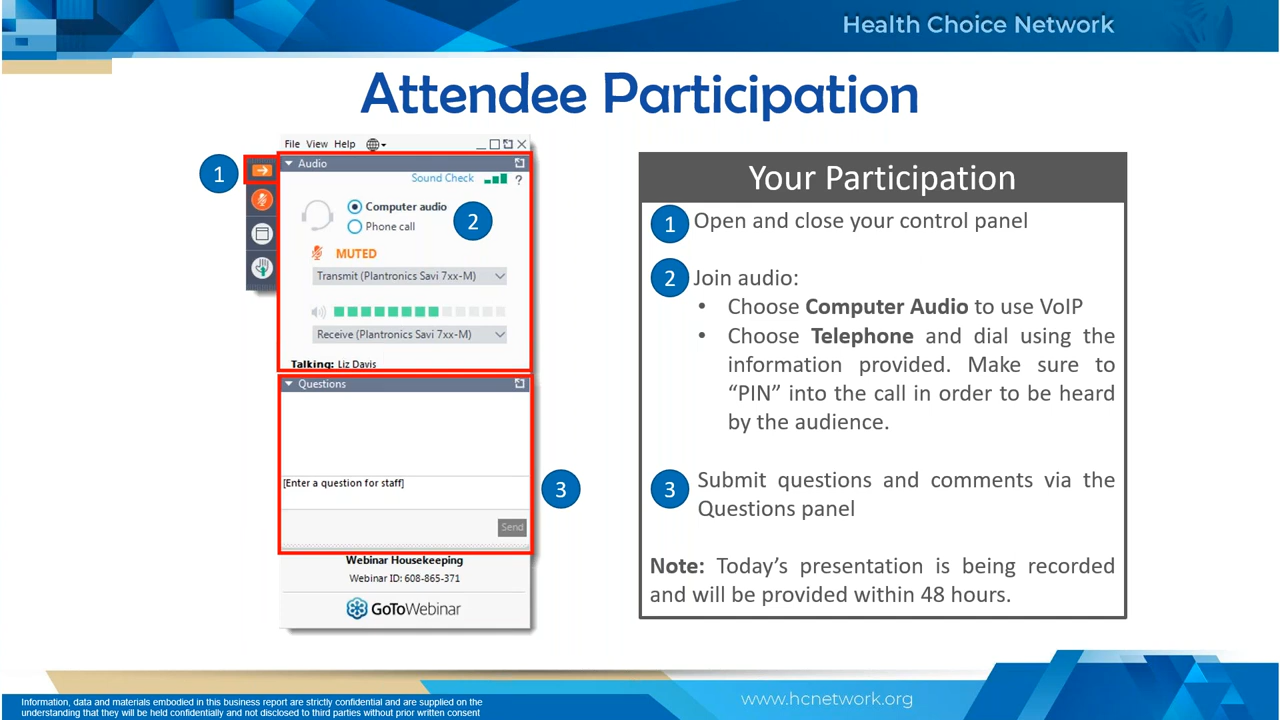 Health Choice Network
Attendee Participation
File View Help
1
Audio
Sound Check
?
Computer audio
2
Phone call
MUTED
Transmit (Plantronics Savi 7xx-M)
Receive (Plantronics Savi 7xx-M)
Talking: Liz Davis
Questions
[Enter a question for staff]
3
Send
Webinar Housekeeping
Webinar ID: 608-865-371
GoToWebinar
Your Participation
1 Open and close your control panel
2 Join audio:
• Choose Computer Audio to use VoIP
• Choose Telephone and dial using the
information provided. Make sure to
“PIN” into the call in order to be heard
by the audience.
3 Submit questions and comments via the
Questions panel
Note: Today’s presentation is being recorded
and will be provided within 48 hours.
Information, data and materials embodied in this business report are strictly confidential and are supplied on the
understanding that they will be held confidentially and not disclosed to third parties without prior written consent
www.hcnetwork.org